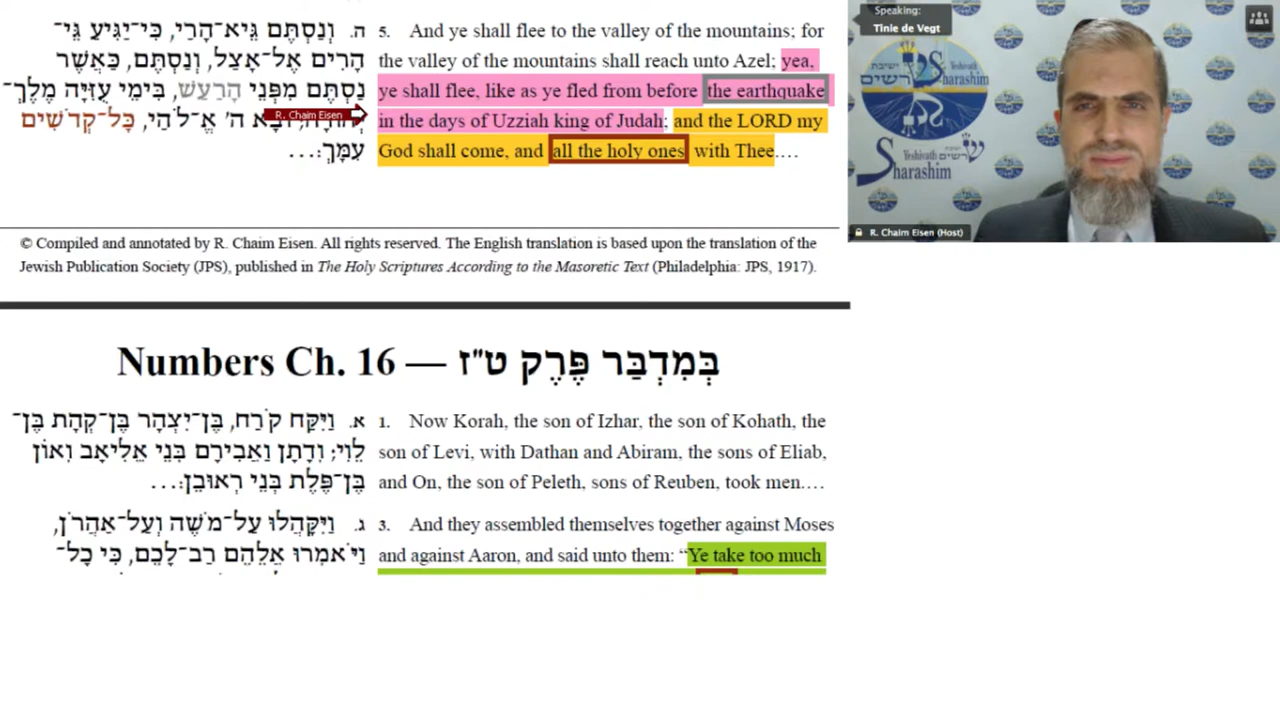 ה. וְנַסְתֶּם גֵּיא־הָרַי, כִּי־יַגִּיעַ גֵּי־
הָרִים אֶל־אָצַל, וְנַסְתֶּם, כַּאֲשֶׁר
נַסְתֶּם מִפְּנֵי הָרַעַשׁ, בִּימֵי עֻזִּיָּה מֶלֶךְ־
ה' אֱ־לֹהַי, כָּל־קְדֹשִׁים
עִמָּךְ:...
R. Chaim Eisen
5. And ye shall flee to the valley of the mountains; for
the valley of the mountains shall reach unto Azel; yea,
ye shall flee, like as ye fled from before the earthquake
in the days of Uzziah king of Judah; and the LORD my
God shall come, and all the holy ones with Thee....
© Compiled and annotated by R. Chaim Eisen. All rights reserved. The English translation is based upon the translation of the
Jewish Publication Society (JPS), published in The Holy Scriptures According to the Masoretic Text (Philadelphia: JPS, 1917).
Numbers Ch. 16 — בְּמִדְבַּר פֶּרֶק ט"ז
א. וַיִּקַּח קֹרַח, בֶּן־יִצְהָר בֶּן־קְהָת בֶּן־
לֵוִי; וְדָתָן וַאֲבִירָם בְּנֵי אֱלִיאָב וְאוֹן
בֶּן־פֶּלֶת בְּנֵי רְאוּבֵן:...
1. Now Korah, the son of Izhar, the son of Kohath, the
son of Levi, with Dathan and Abiram, the sons of Eliab,
and On, the son of Peleth, sons of Reuben, took men....
ג. וַיִּקָּהֲלוּ עַל־מֹשֶׁה וְעַל־אַהֲרֹן,
וַיֹּאמְרוּ אֲלֵהֶם רַב־לָכֶם, כִּי כָל־
3. And they assembled themselves together against Moses
and against Aaron, and said unto them: “Ye take too much
Speaking:
Tinie de Vegt
ישיבת
שרשים
Yeshivath
Sharashim
Yeshivath שרשים
Sharashim
R. Chaim Eisen (Host)